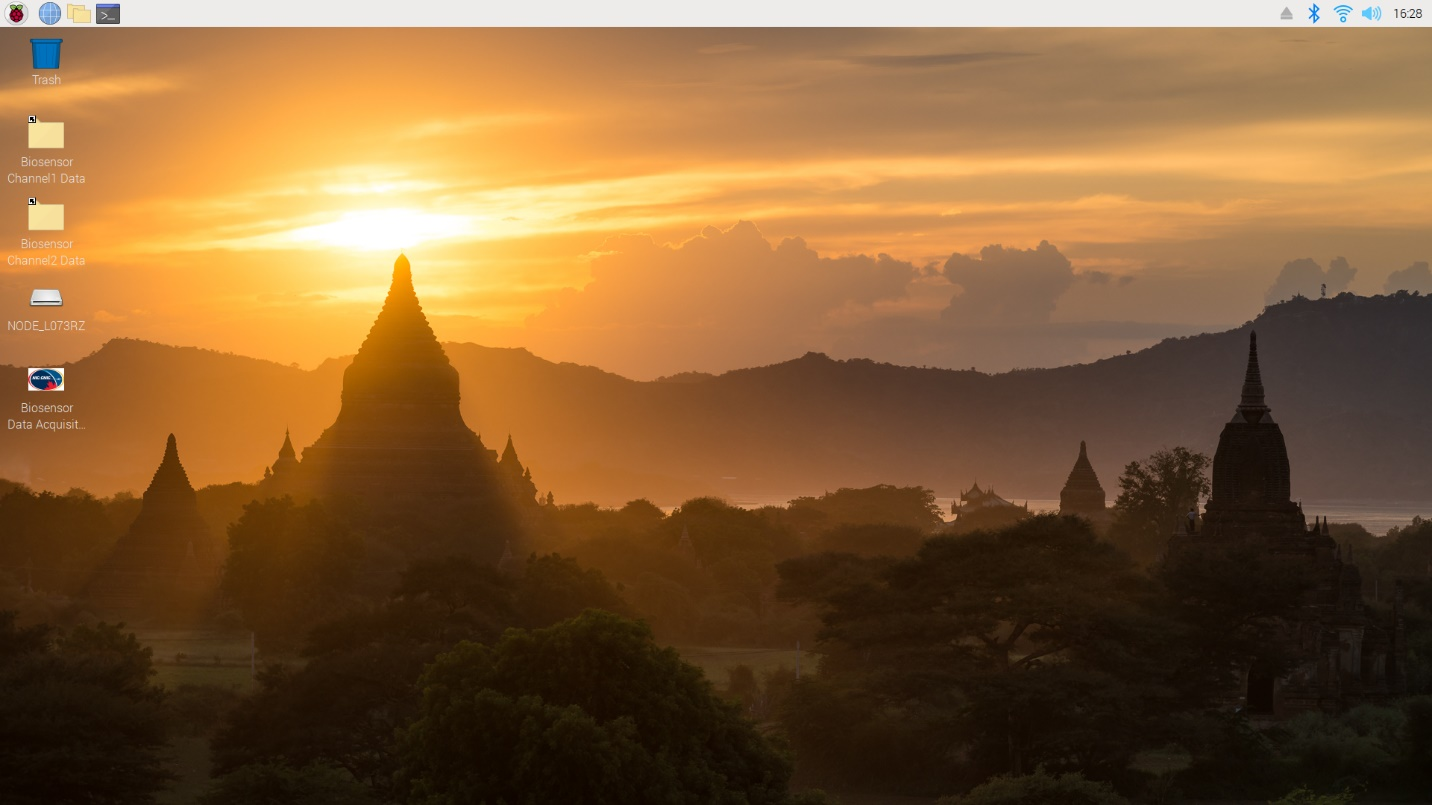 16:28
Trash
Biosensor
Channel1 Data
Biosensor
Channel2 Data
NODE_L073RZ
Biosensor
Data Acquisit...